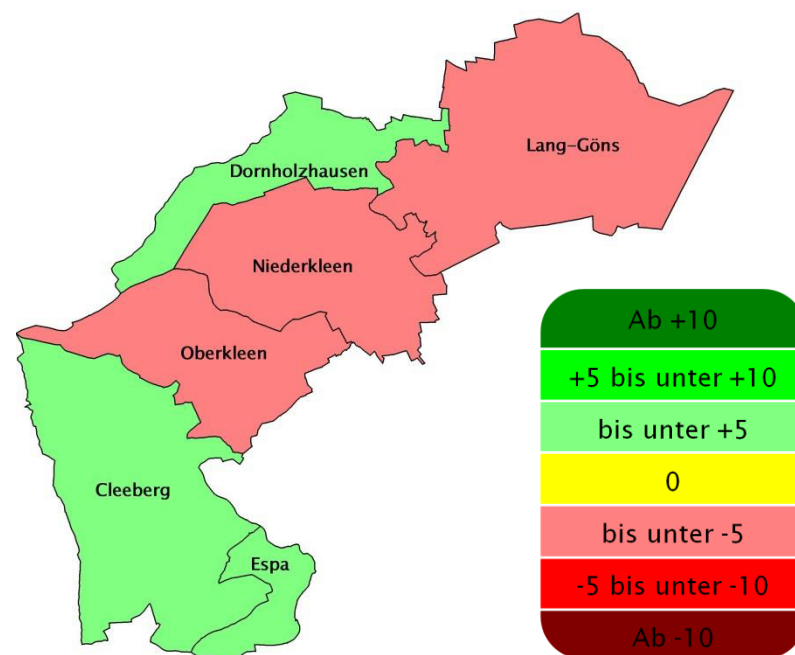 Lang-Göns
Dornholzhausen
Niederkleen
Oberkleen
Cleeberg
Espa
Ab +10
+5 bis unter +10
bis unter +5
0
bis unter -5
-5 bis unter -10
Ab -10